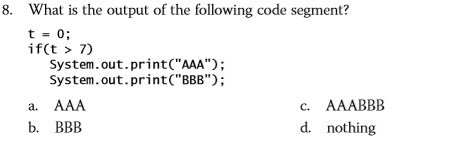 8. What is the output of the following code segment?
t = 0;
if(t > 7)
System.out.print("AAA");
System.out.print("BBB");
a. AAA
b. BBB
c. AAABBB
d. nothing